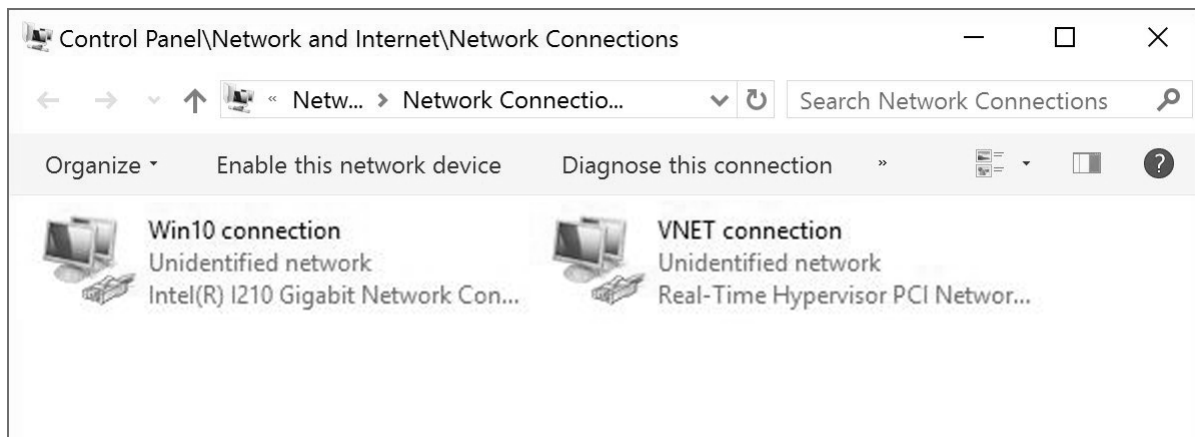 Control Panel\Network and Internet\Network Connections
« Netw... > Network Connectio...
Search Network Connections
Organize Enable this network device Diagnose this connection »
Win10 connection
Unidentified network
Intel(R) I210 Gigabit Network Con...
VNET connection
Unidentified network
Real-Time Hypervisor PCI Networ...